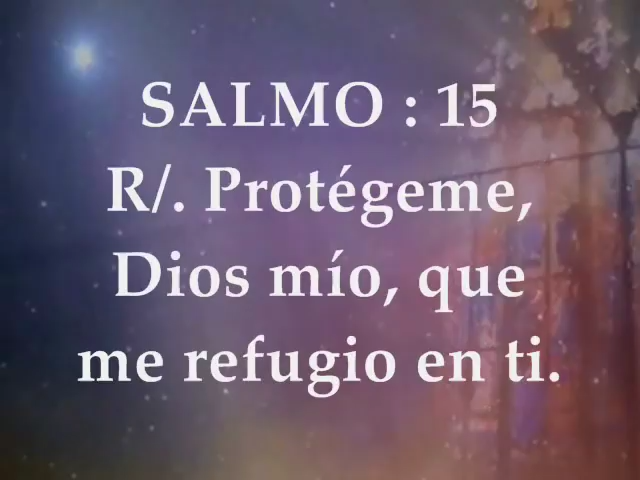 SALMO : 15
R/. Protégeme,
Dios mío, que
me refugio en ti.